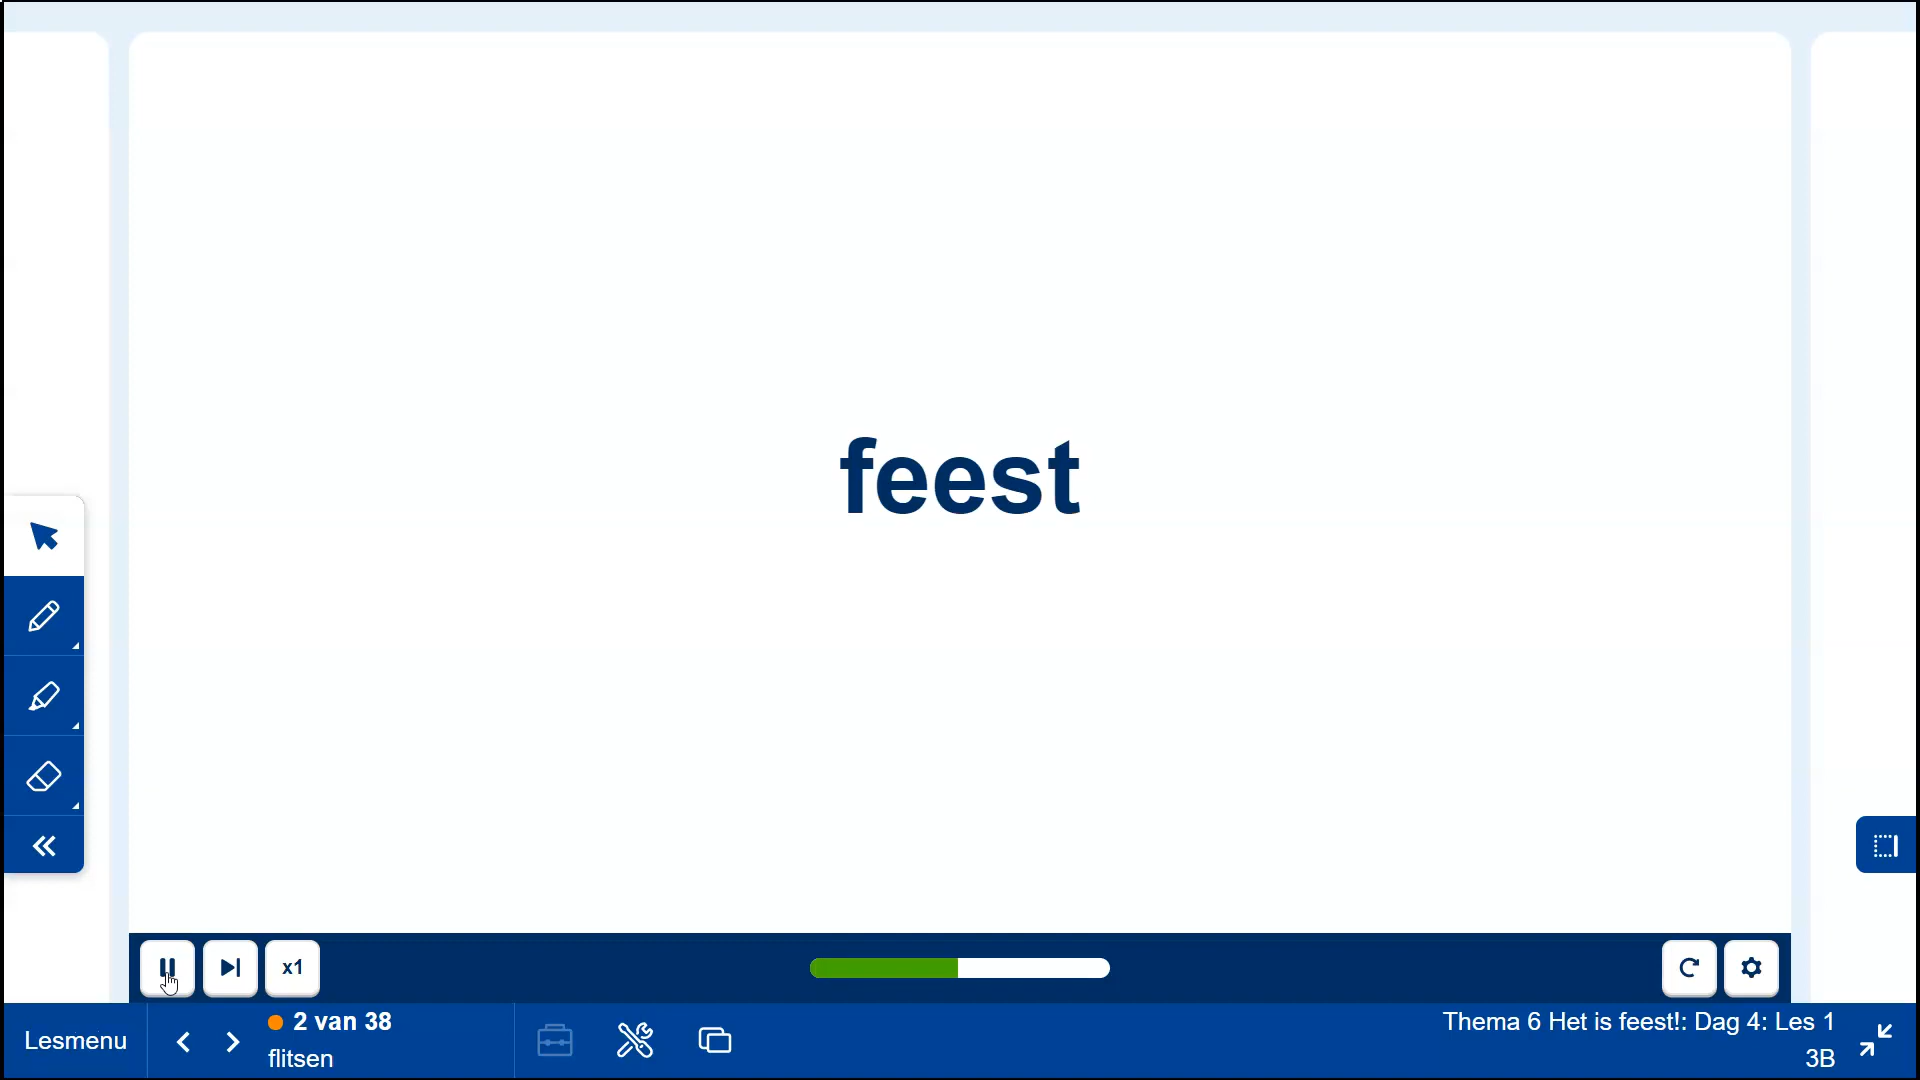 feest
x1
Lesmenu
2 van 38
flitsen
Thema 6 Het is feest!: Dag 4: Les 1
3B